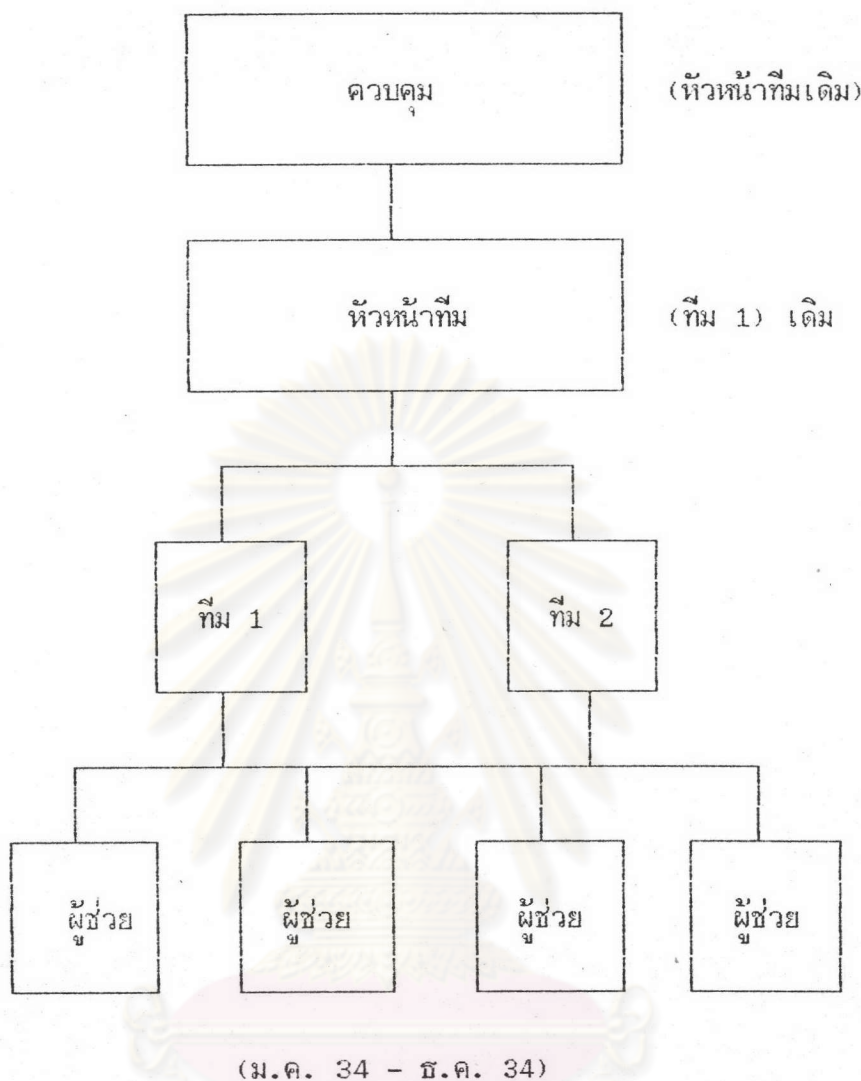 ควบคุม (หัวหน้าทีมเดิม)
หัวหน้าทีม (ทีม 1) เดิม
ทีม 1 ทีม 2
ผู้ช่วย ผู้ช่วย ผู้ช่วย ผู้ช่วย
(ม.ค. 34 - ธ.ค. 34)